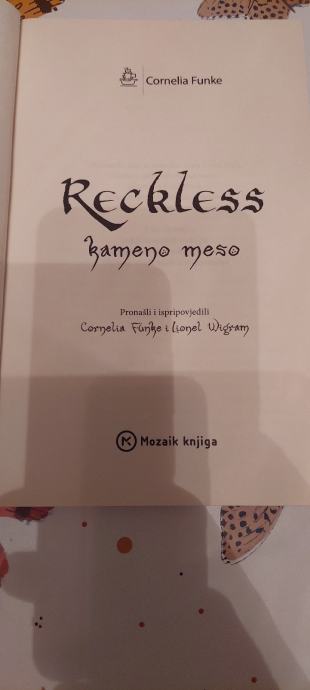 Cornelia Funke
Reckless
kameno meso
Pronašli i ispripovjedili
Cornelia Funke i Lionel Wigram
Mozaik knjiga